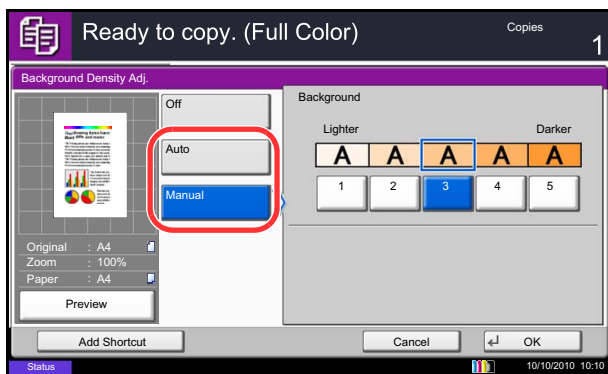 Ready to copy. (Full Color)
Copies
1
Background Density Adj.
Off
Auto
Manual
Background
Lighter
Darker
A A A A A
1 2 3 4 5
Original : A4
Zoom : 100%
Paper : A4
Preview
Add Shortcut
Cancel
OK
Status
10/10/2010 10:10